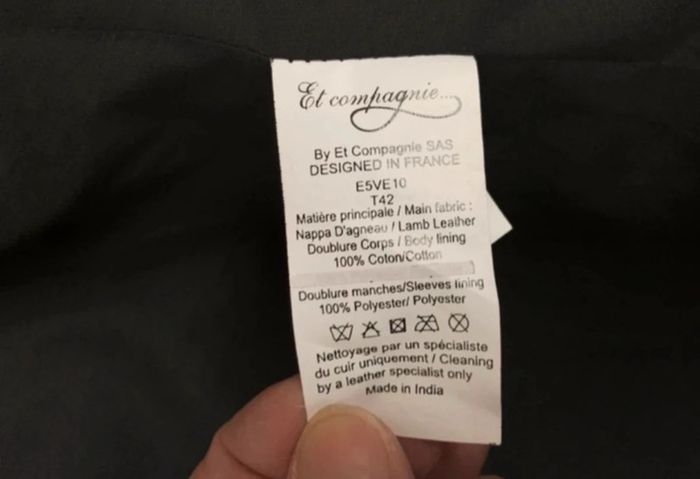 Et compagnie...
By Et Compagnie SAS
DESIGNED IN FRANCE
E5VE10
T42
Matière principale / Main fabric :
Nappa D'agneau / Lamb Leather
Doublure Corps / Body lining
100% Coton/Cotton
Doublure manches/Sleeves lining
100% Polyester/ Polyester
Nettoyage par un spécialiste
du cuir uniquement / Cleaning
by a leather specialist only
Made in India